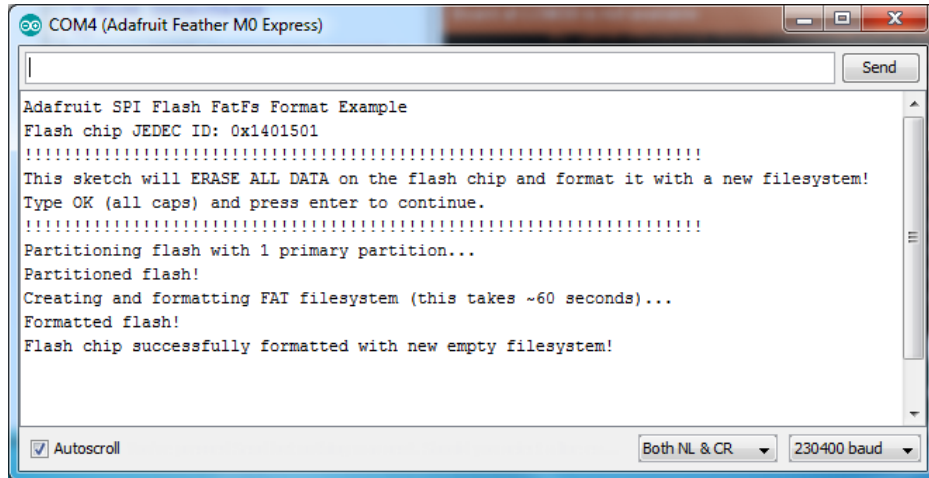 COM4 (Adafruit Feather M0 Express)
Send
Adafruit SPI Flash FatFs Format Example
Flash chip JEDEC ID: 0x1401501
!!!!!!!!!!!!!!!!!!!!!!!!!!!!!!!!!!!!!!!!!!!!!!!!!!!!!!!!!!!!!!!!!!!!!
This sketch will ERASE ALL DATA on the flash chip and format it with a new filesystem!
Type OK (all caps) and press enter to continue.
!!!!!!!!!!!!!!!!!!!!!!!!!!!!!!!!!!!!!!!!!!!!!!!!!!!!!!!!!!!!!!!!!!!!!
Partitioning flash with 1 primary partition...
Partitioned flash!
Creating and formatting FAT filesystem (this takes ~60 seconds)...
Formatted flash!
Flash chip successfully formatted with new empty filesystem!
Autoscroll
Both NL & CR
230400 baud